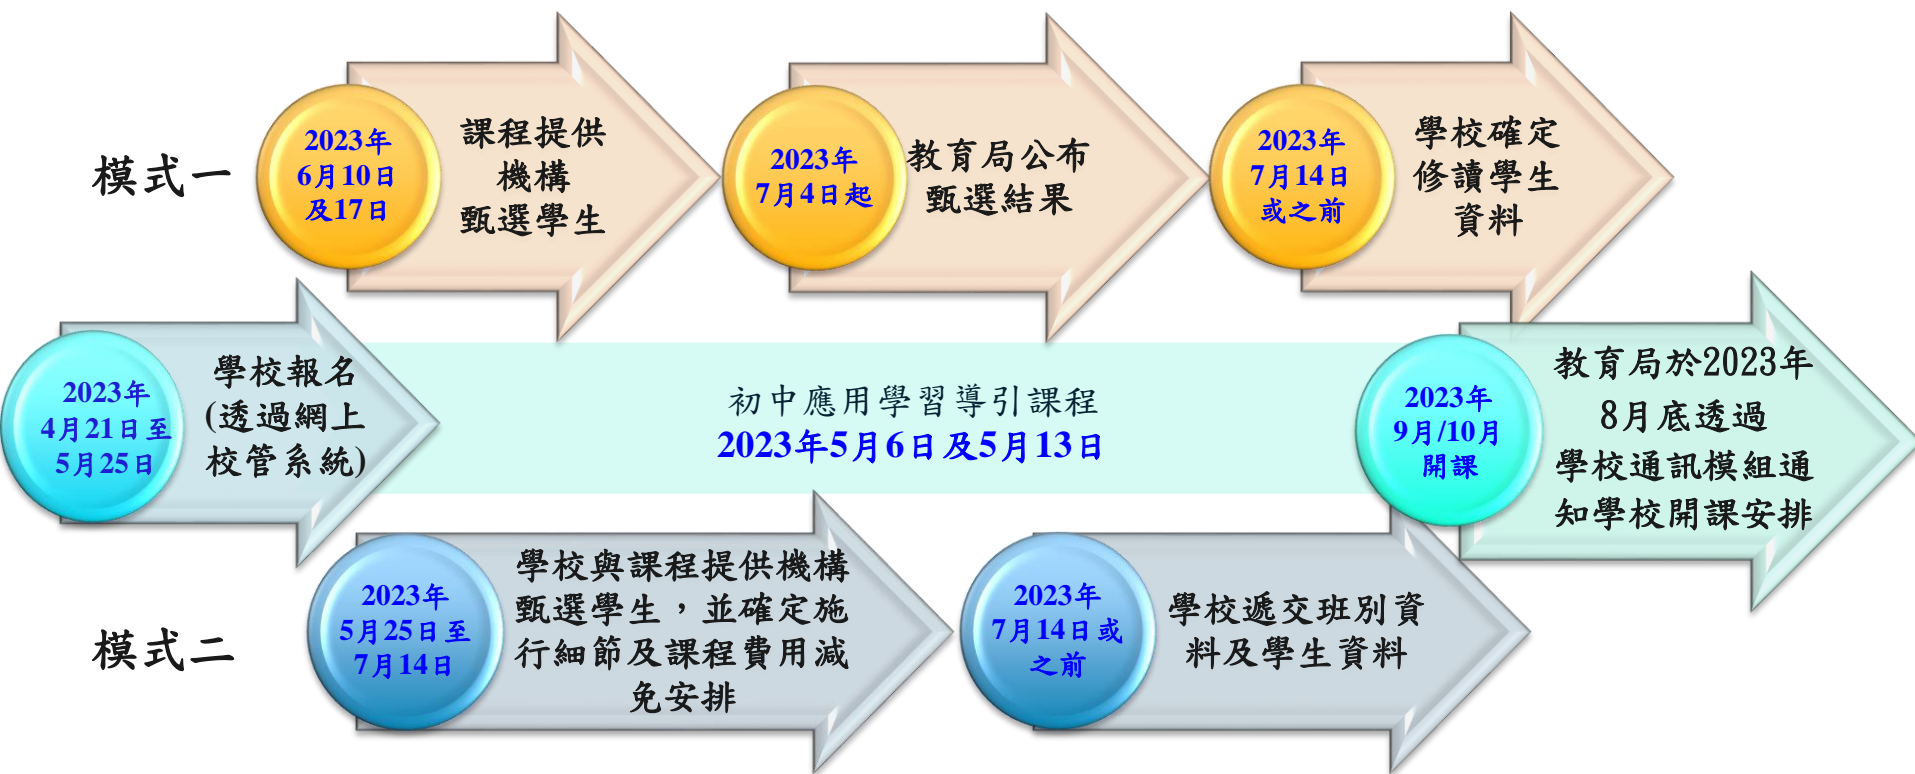 模式一
2023年
6月10日
及17日
課程提供
機構
甄選學生
2023年
7月4日起
教育局公布
甄選結果
2023年
7月14日
或之前
學校確定
修讀學生
資料
2023年
4月21日至
5月25日
學校報名
(透過網上
校管系統)
初中應用學習導引課程
2023年5月6日及5月13日
2023年
9月/10月
開課
教育局於2023年
8月底透過
學校通訊模組通
知學校開課安排
模式二
2023年
5月25日至
7月14日
學校與課程提供機構
甄選學生，並確定施
行細節及課程費用減
免安排
2023年
7月14日或
之前
學校遞交班別資
料及學生資料